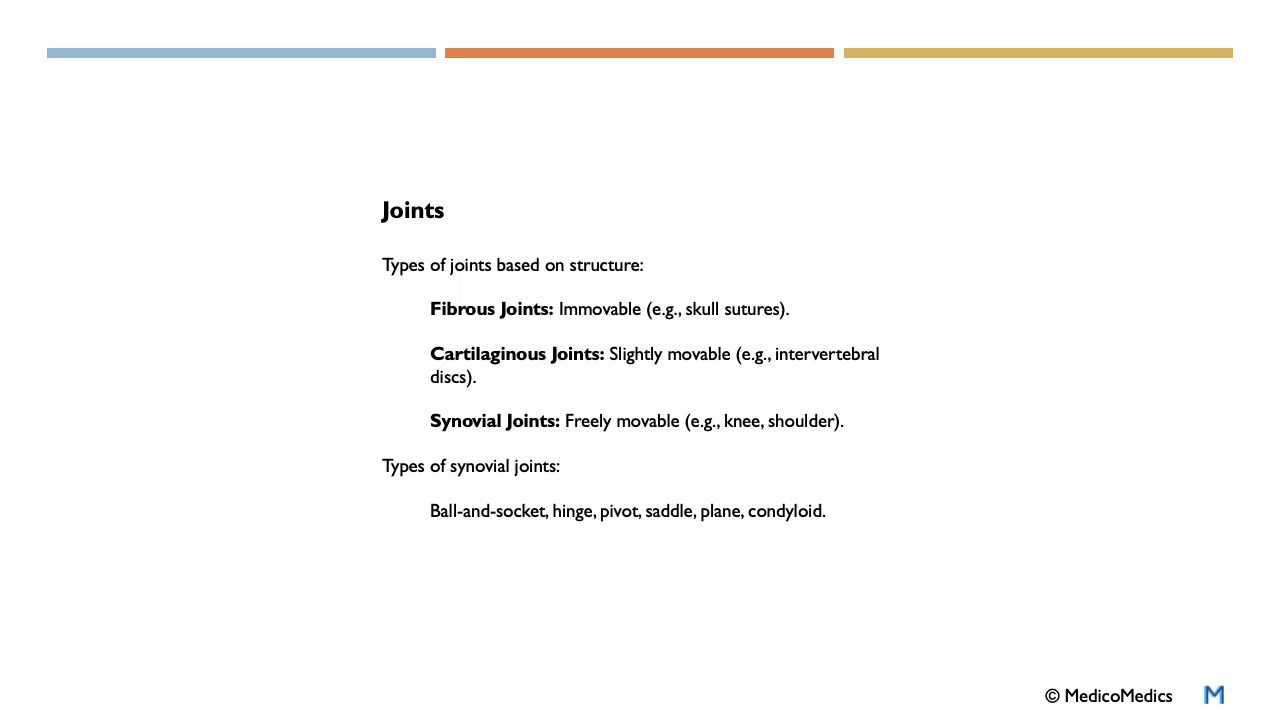 Joints
Types of joints based on structure:
Fibrous Joints: Immovable (e.g., skull sutures).
Cartilaginous Joints: Slightly movable (e.g., intervertebral
discs).
Synovial Joints: Freely movable (e.g., knee, shoulder).
Types of synovial joints:
Ball-and-socket, hinge, pivot, saddle, plane, condyloid.
© MedicoMedics M